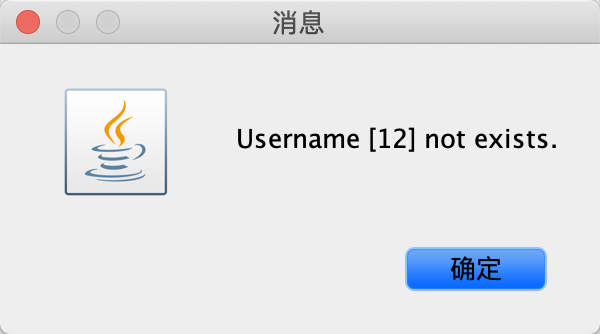 消息
Username [12] not exists.
确定